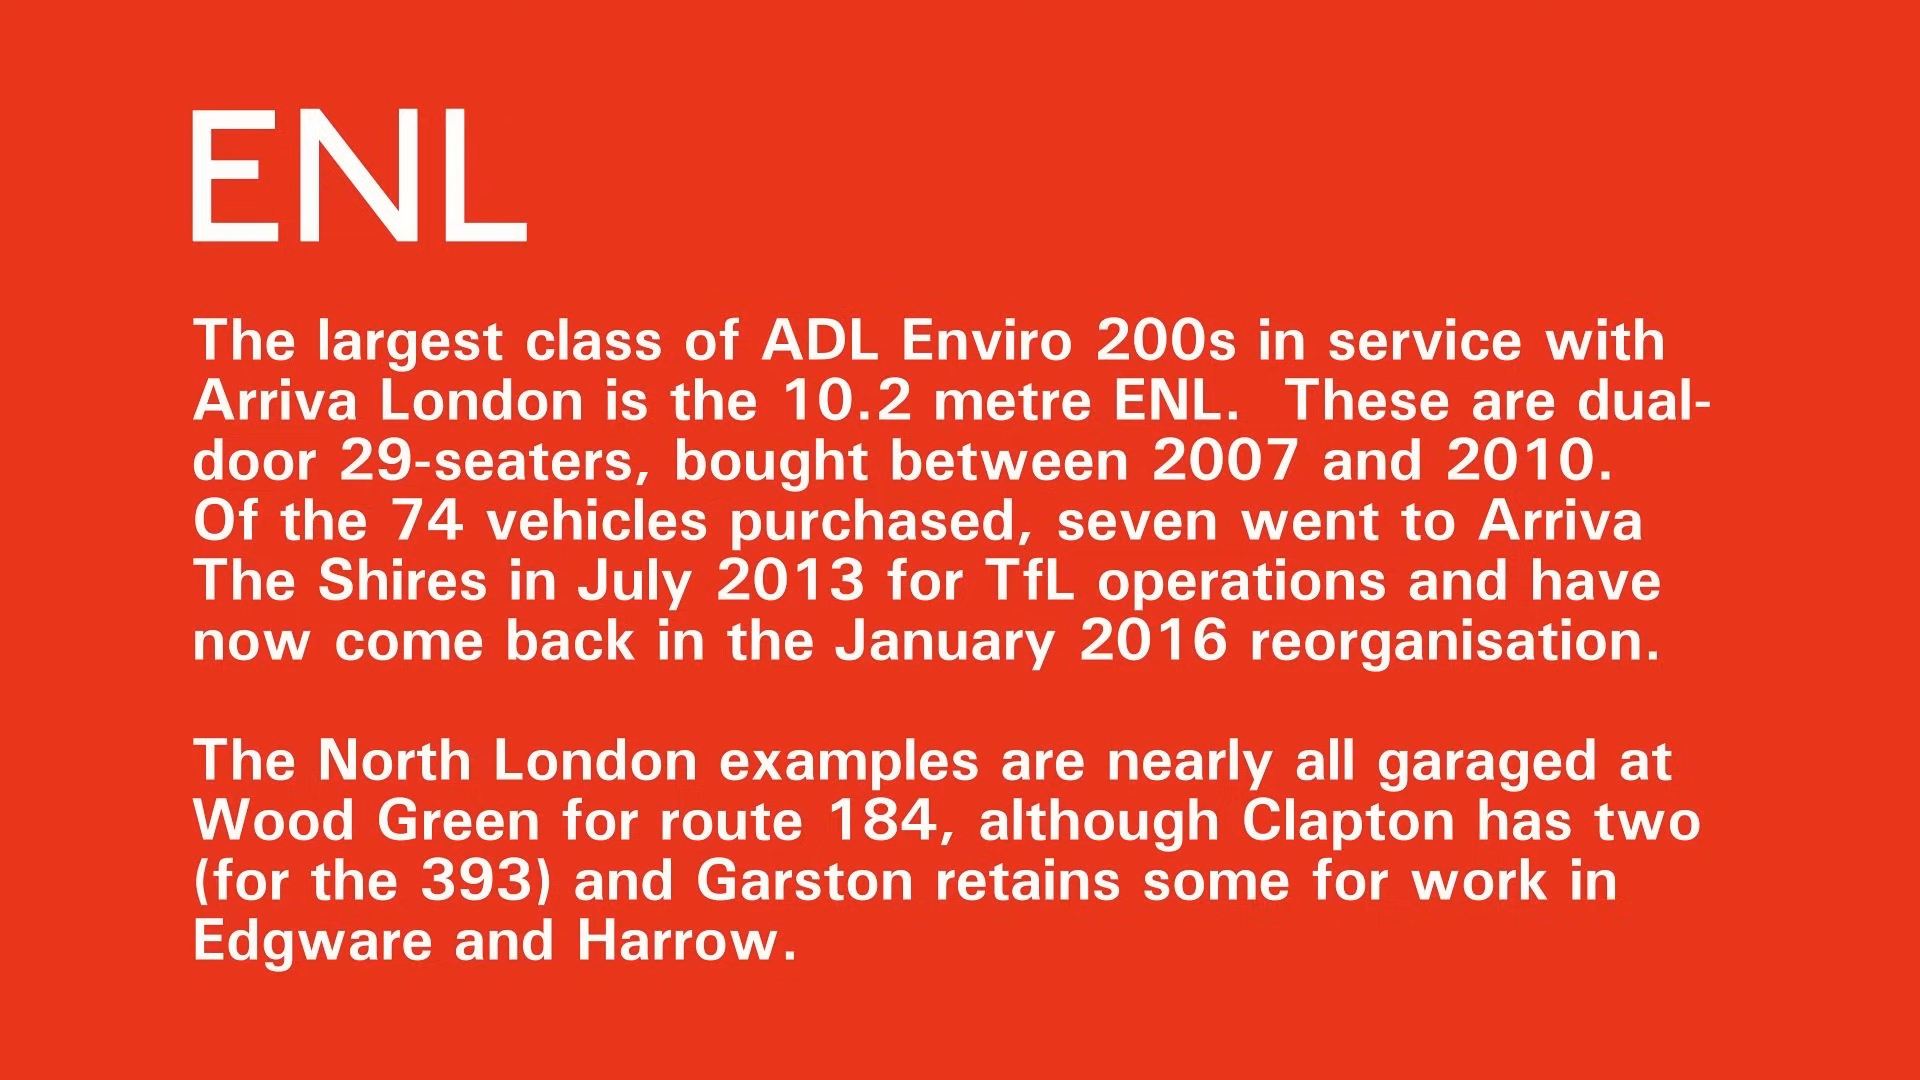 ENL
The largest class of ADL Enviro 200s in service with
Arriva London is the 10.2 metre ENL.  These are dual-
door 29-seaters, bought between 2007 and 2010.
Of the 74 vehicles purchased, seven went to Arriva
The Shires in July 2013 for TfL operations and have
now come back in the January 2016 reorganisation.
The North London examples are nearly all garaged at
Wood Green for route 184, although Clapton has two
(for the 393) and Garston retains some for work in
Edgware and Harrow.